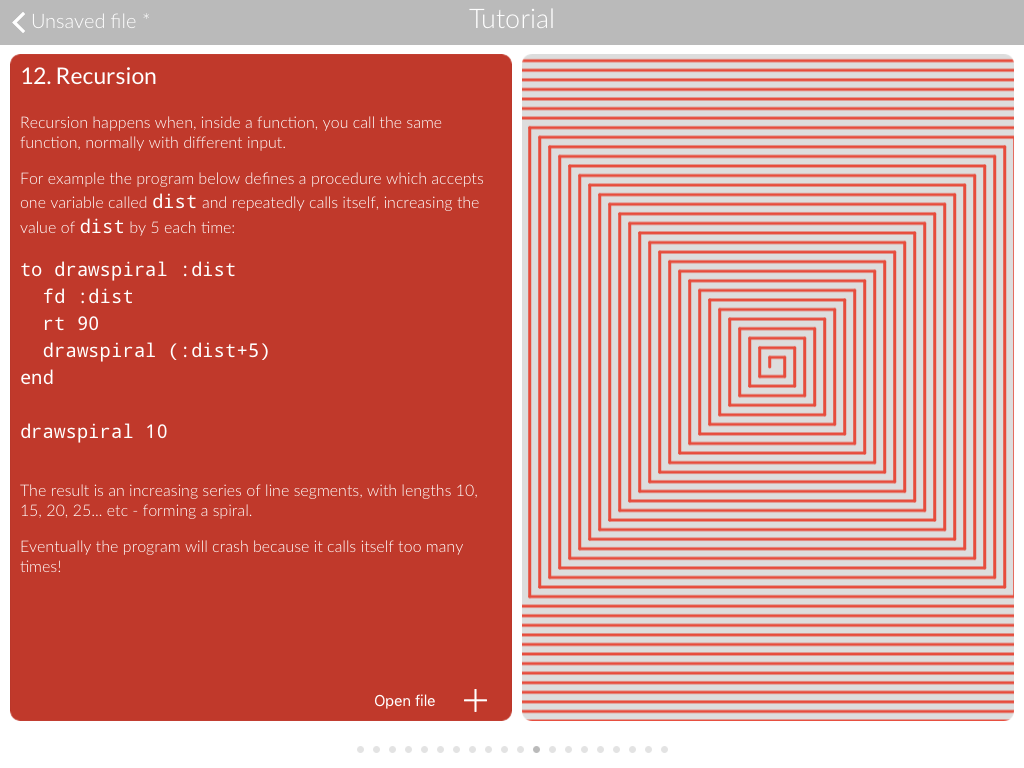 Unsaved file *
Tutorial
12. Recursion
Recursion happens when, inside a function, you call the same
function, normally with different input.
For example the program below defines a procedure which accepts
one variable called dist and repeatedly calls itself, increasing the
value of dist by 5 each time:
to drawspiral :dist
  fd :dist
  rt 90
  drawspiral (:dist+5)
end
drawspiral 10
The result is an increasing series of line segments, with lengths 10,
15, 20, 25... etc - forming a spiral.
Eventually the program will crash because it calls itself too many
times!
Open file